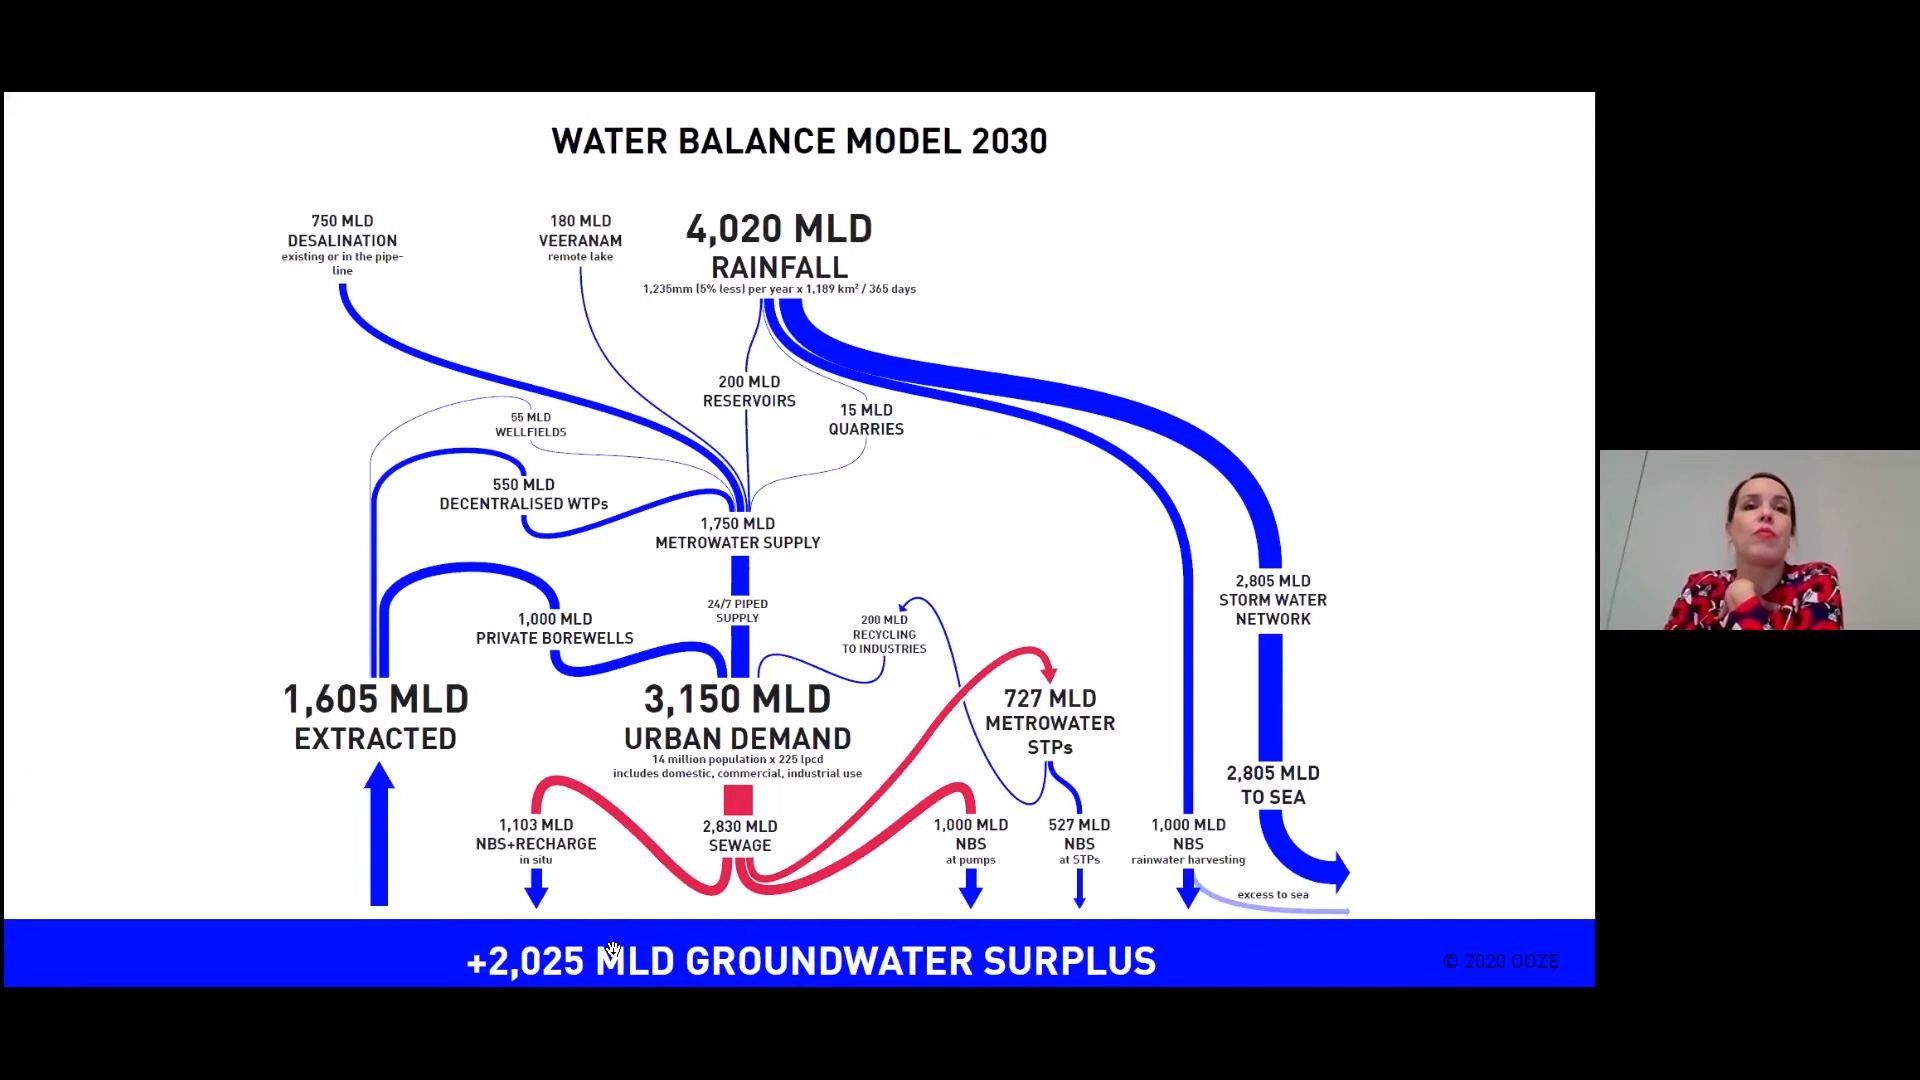 WATER BALANCE MODEL 2030
750 MLD
DESALINATION
existing or in the pipe-
line
180 MLD
VEERANAM
remote lake
4,020 MLD
RAINFALL
1,235mm (5% less) per year x 1,189 km² / 365 days
200 MLD
RESERVOIRS
15 MLD
QUARRIES
55 MLD
WELLFIELDS
550 MLD
DECENTRALISED WTPs
1,750 MLD
METROWATER SUPPLY
24/7 PIPED
SUPPLY
1,000 MLD
PRIVATE BOREWELLS
200 MLD
RECYCLING
TO INDUSTRIES
2,805 MLD
STORM WATER
NETWORK
1,605 MLD
EXTRACTED
3,150 MLD
URBAN DEMAND
14 million population x 225 lpcd
includes domestic, commercial, industrial use
727 MLD
METROWATER
STPs
2,805 MLD
TO SEA
1,103 MLD
NBS+RECHARGE
in situ
2,830 MLD
SEWAGE
1,000 MLD
NBS
at pumps
527 MLD
NBS
at STPs
1,000 MLD
NBS
rainwater harvesting
excess to sea
+2,025 MLD GROUNDWATER SURPLUS
© 2020 OOZE